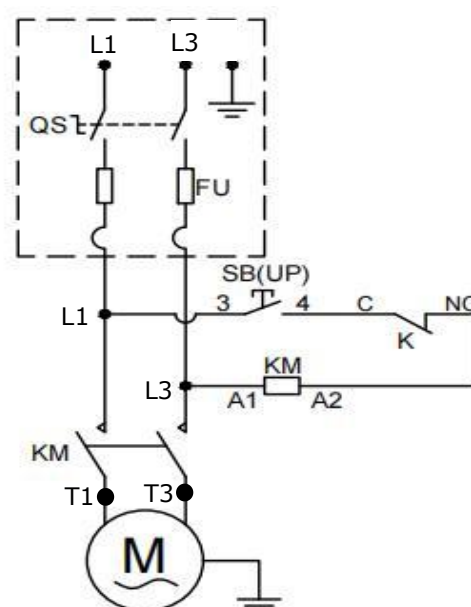 L1 L3
QS
FU
SB(UP)
L1 3 4 C NC
K
L3 KM
A1 A2
KM
T1 T3
M